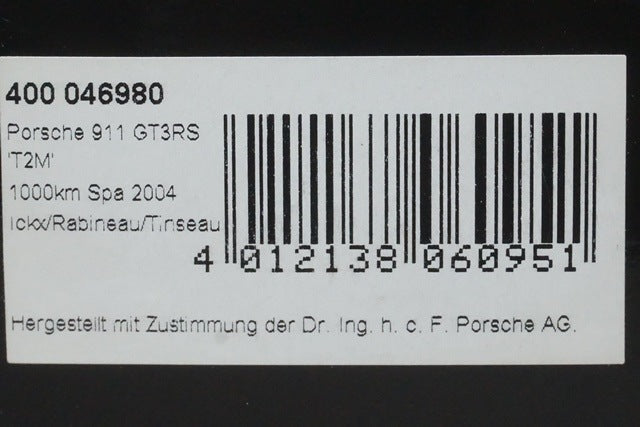 400 046980
Porsche 911 GT3RS
'T2M'
1000km Spa 2004
Ickx/Rabineau/Tinseau
4 012138 060951
Hergestellt mit Zustimmung der Dr. Ing. h. c. F. Porsche AG.